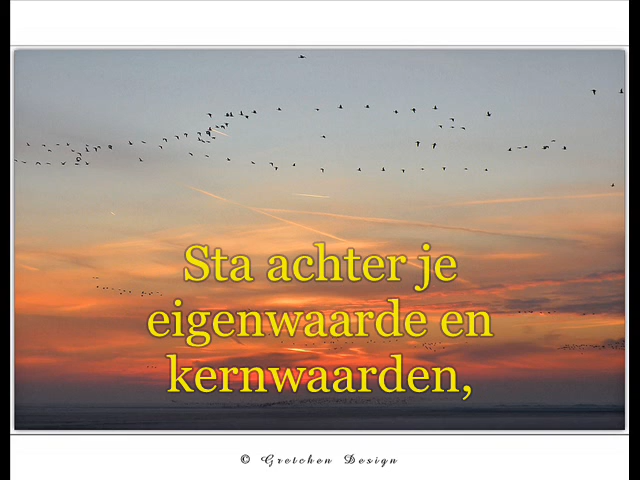 Sta achter je
eigenwaarde en
kernwaarden,
© Gretchen Design